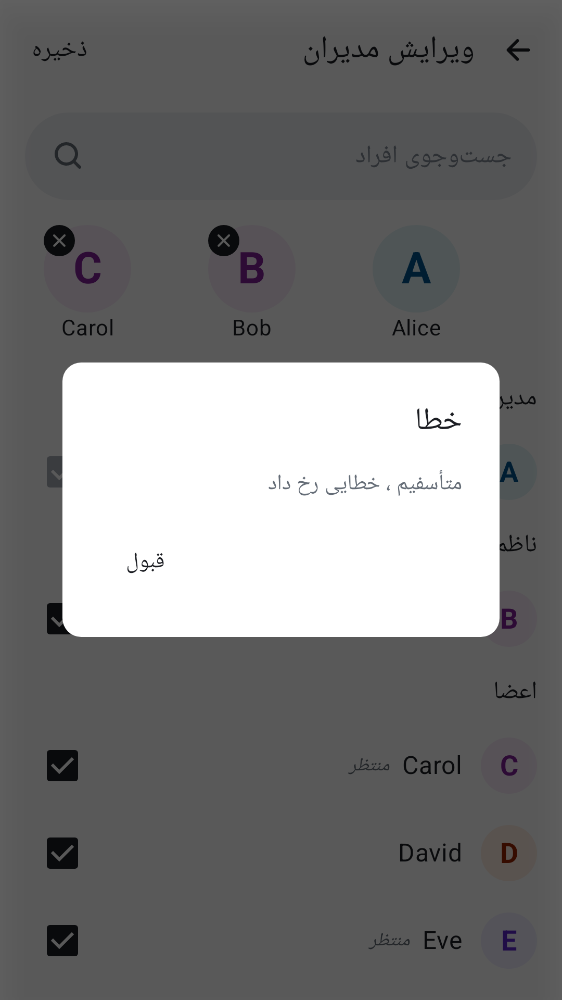 ویرایش مدیران
ذخیره
جست‌وجوی افراد
A
B
C
Alice
Bob
Carol
مدیر
A
خطا
متأسفیم ، خطایی رخ داد
قبول
B
اعضا
C
Carol منتظر
D
David
E
Eve منتظر